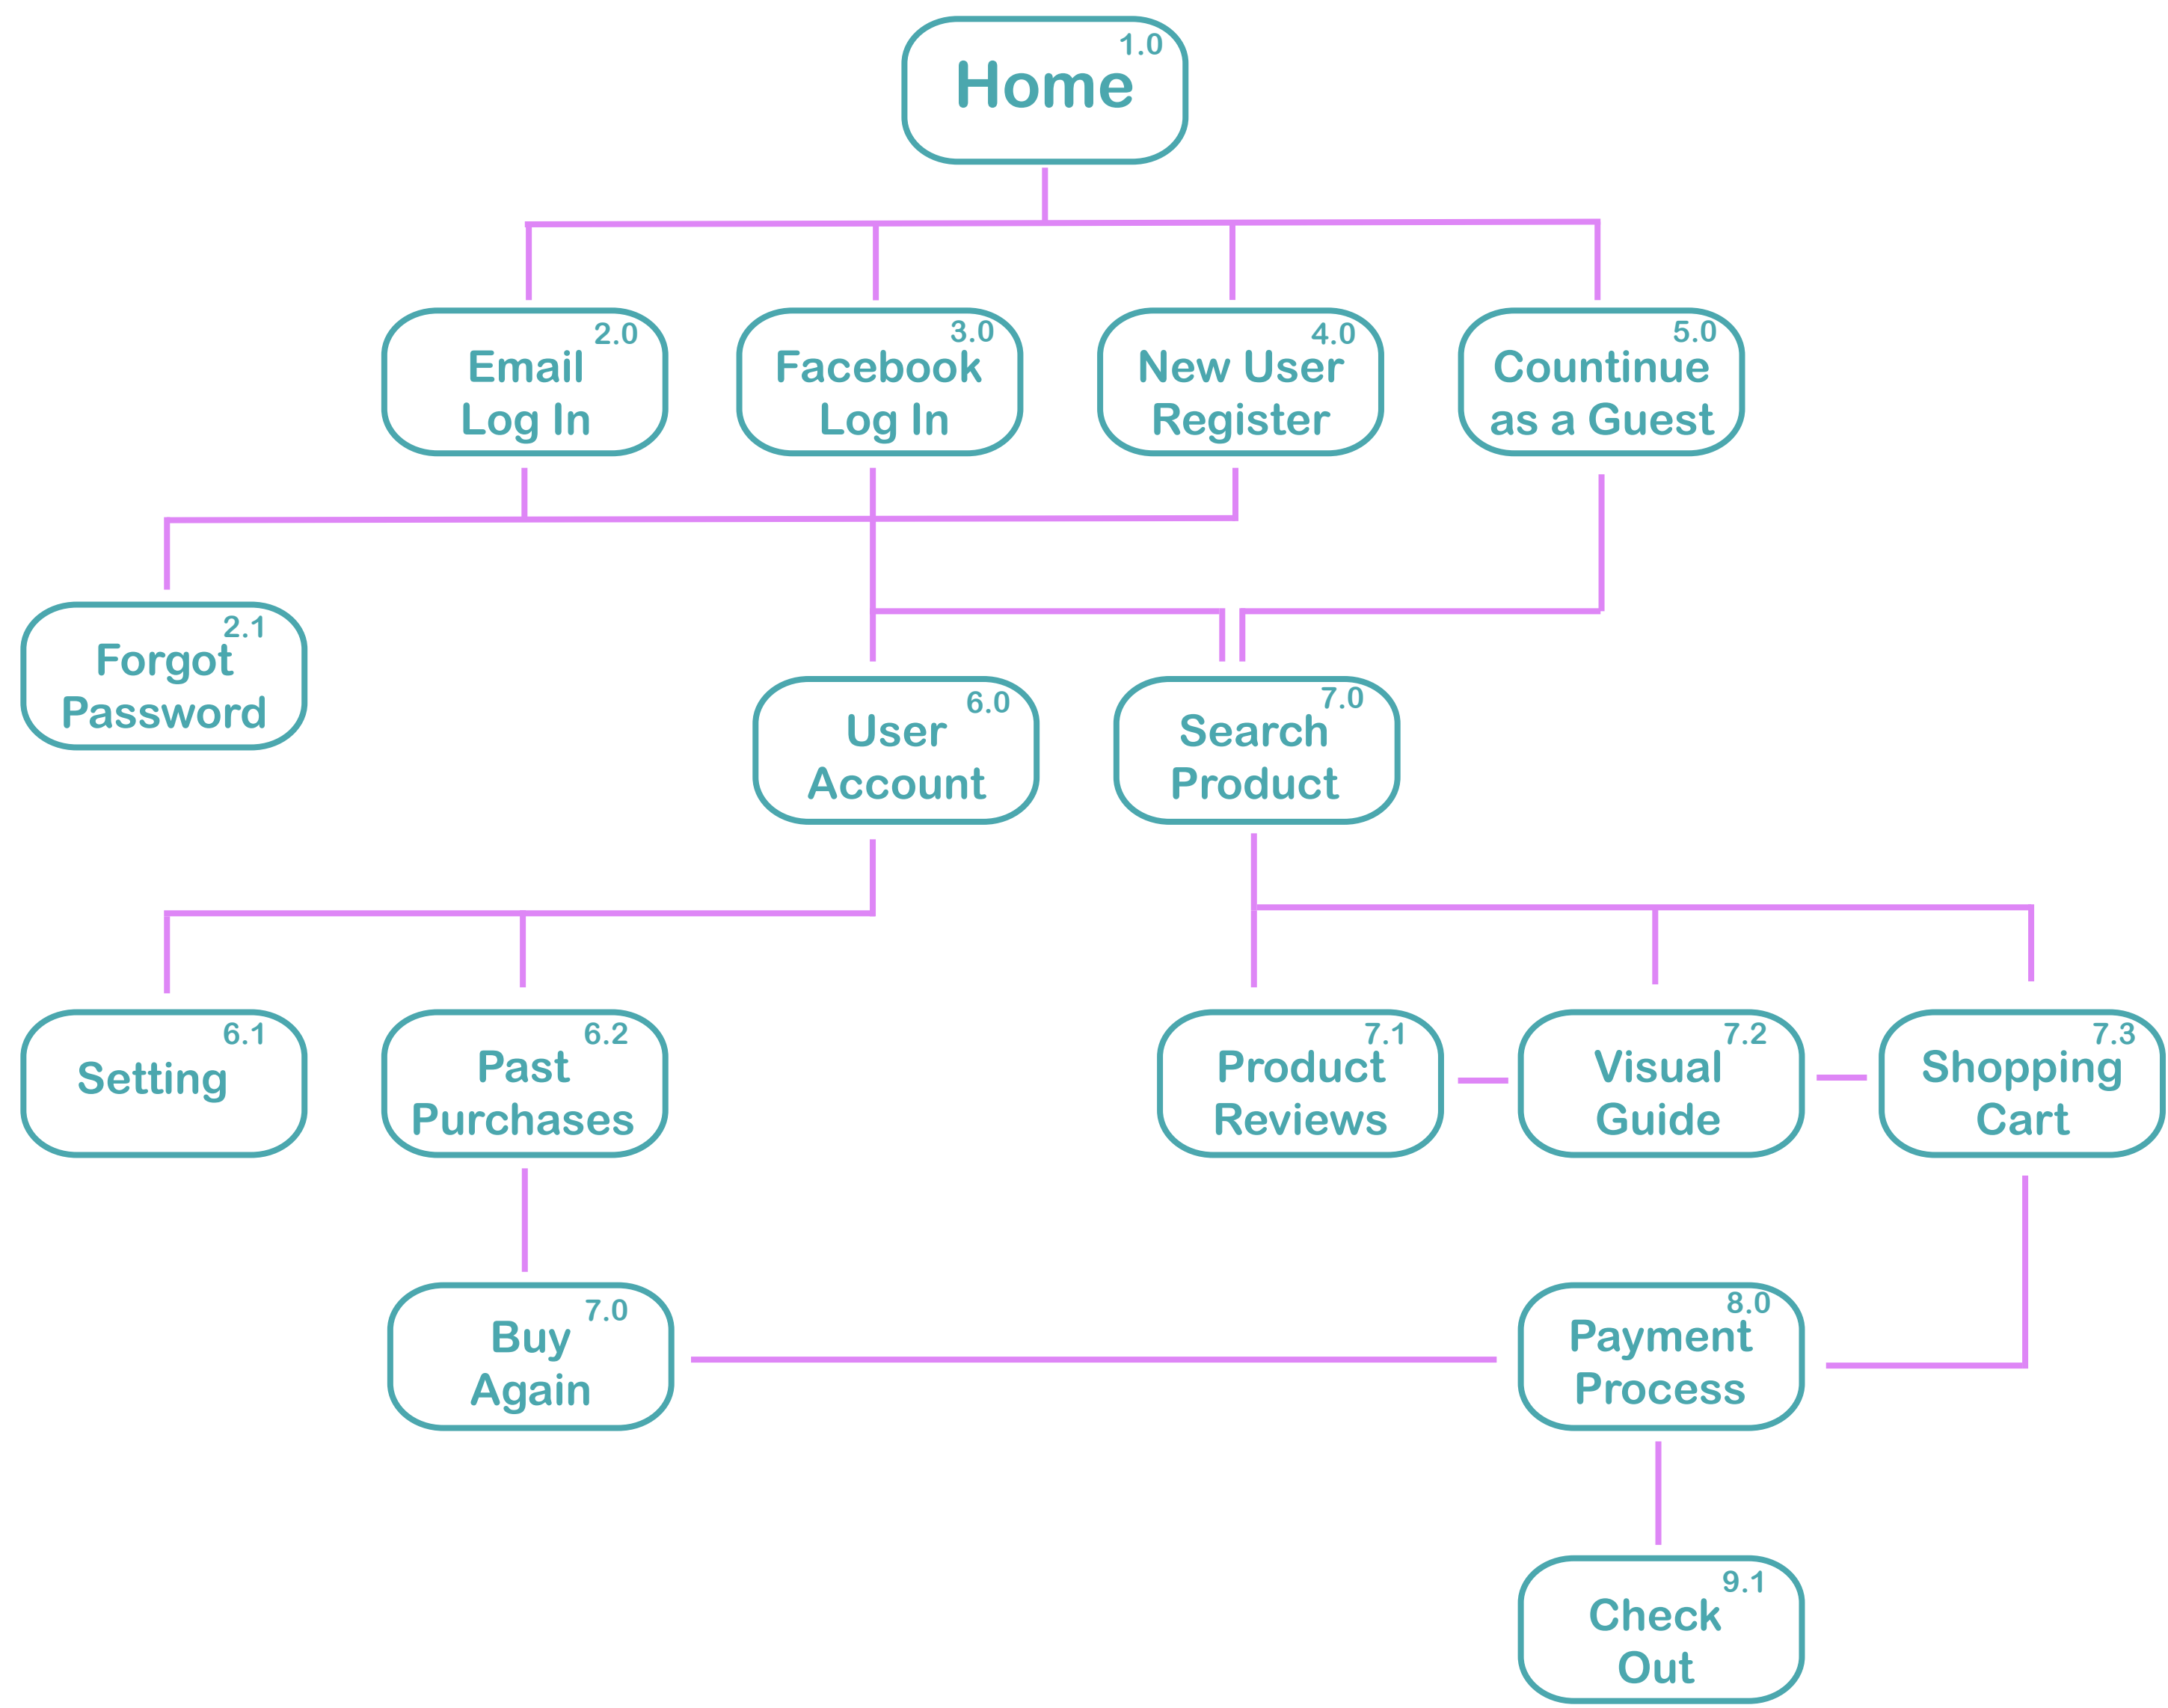 1.0
Home
2.0
Email
Log In
3.0
Facebook
Log In
4.0
New User
Register
5.0
Countinue
as a Guest
2.1
Forgot
Password
6.0
User
Account
7.0
Search
Product
6.1
Setting
6.2
Past
Purchases
7.1
Product
Reviews
7.2
Visual
Guide
7.3
Shopping
Cart
7.0
Buy
Again
8.0
Payment
Process
9.1
Check
Out